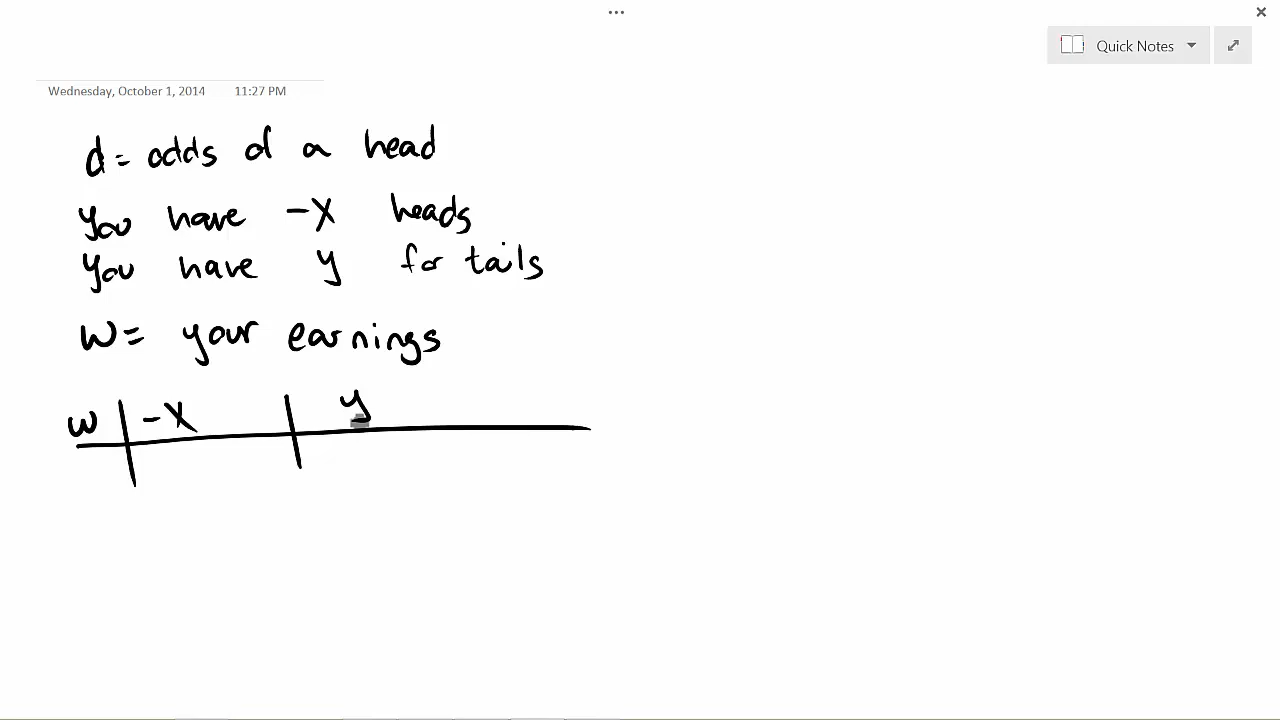 Quick Notes
Wednesday, October 1, 2014 11:27 PM
d = odds of a head
you have -x heads
you have y for tails
w = your earnings
w -x y